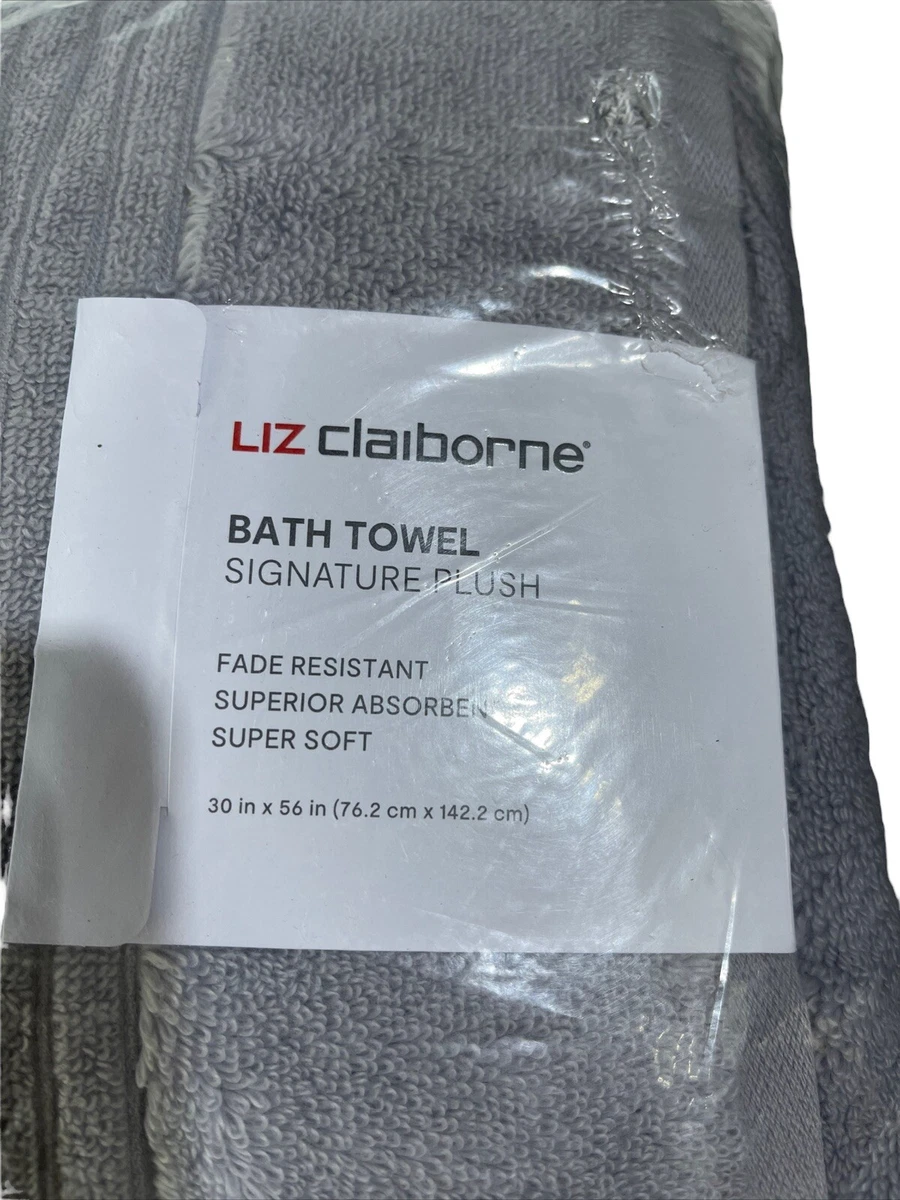 LIZ claiborne®
BATH TOWEL
SIGNATURE PLUSH
FADE RESISTANT
SUPERIOR
SUPER SOFT
30 in x 56 in (76.2 cm x 142.2 cm)